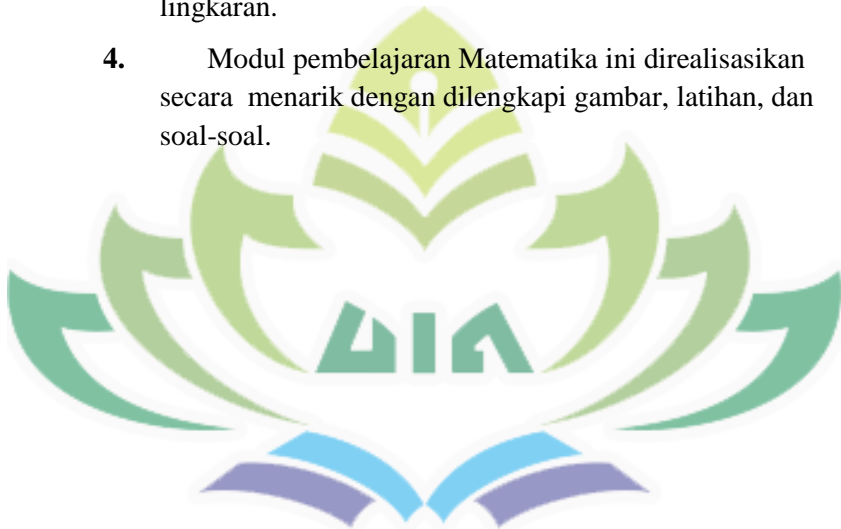 lingkaran.
4. Modul pembelajaran Matematika ini direalisasikan
secara menarik dengan dilengkapi gambar, latihan, dan
soal-soal.
UIN